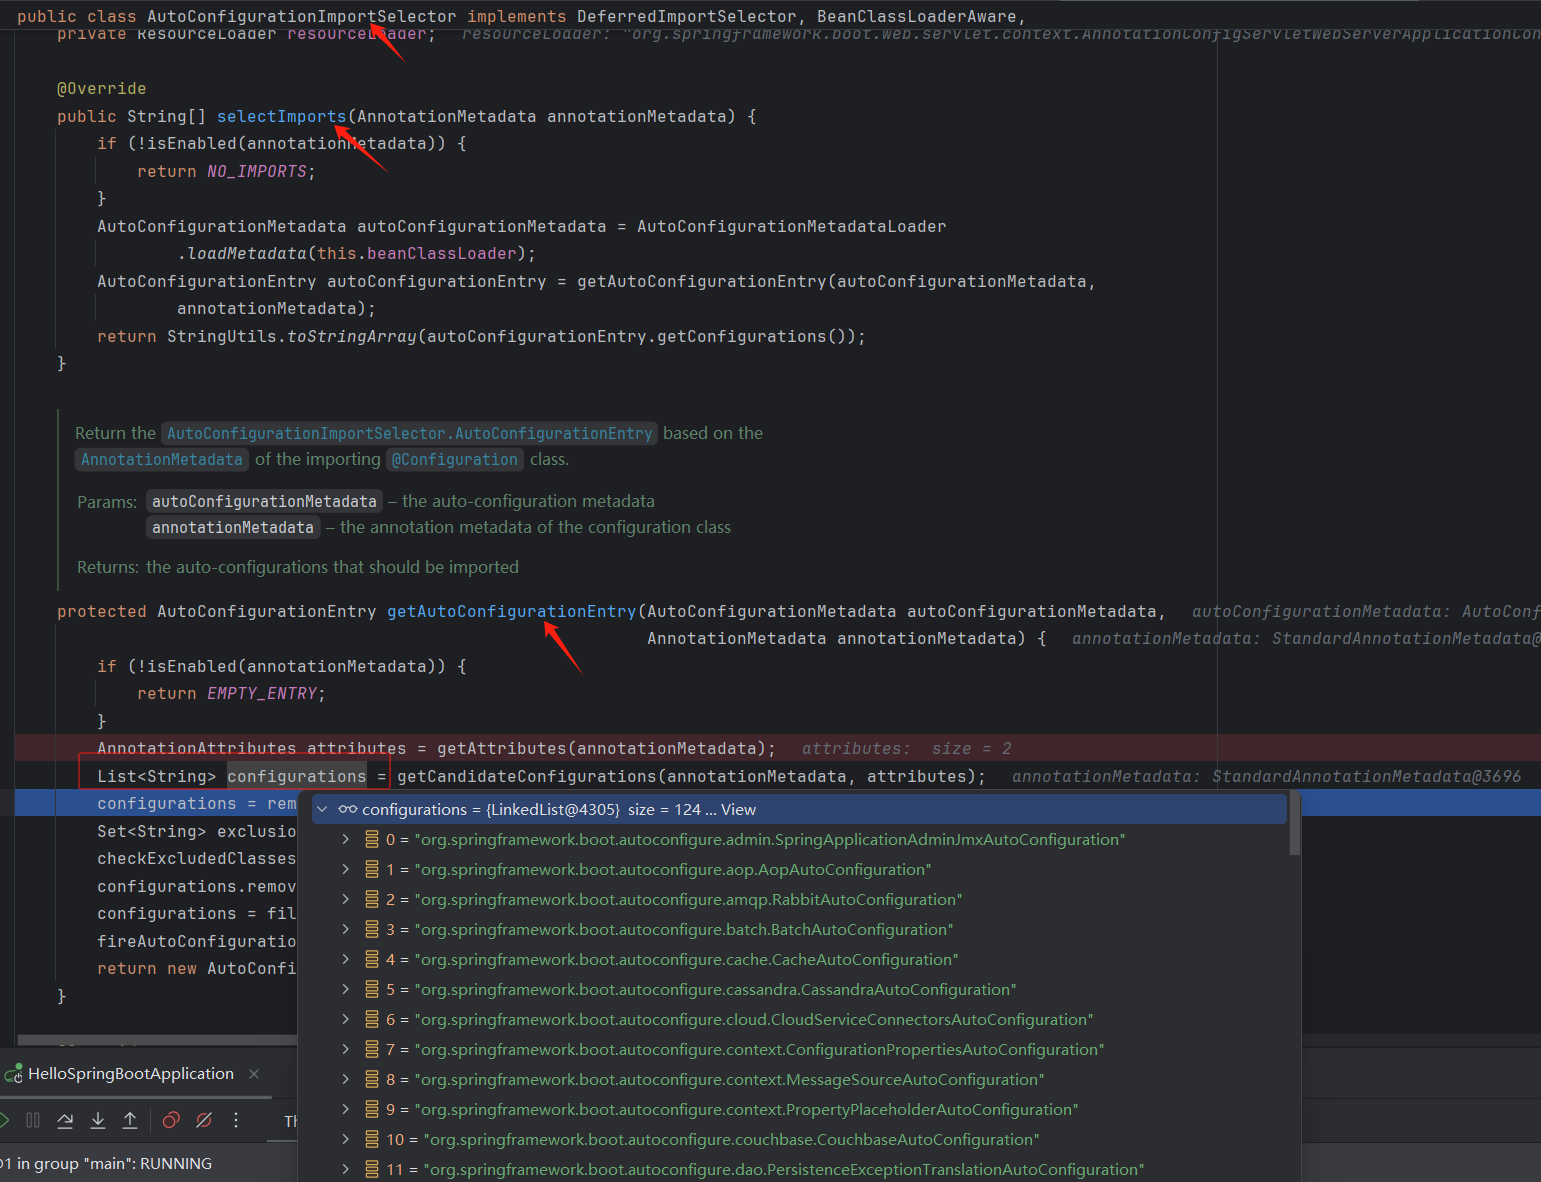 public class AutoConfigurationImportSelector implements DeferredImportSelector, BeanClassLoaderAware,
private ResourceLoader resourceLoader; resourceLoader: "org.springframework.boot.web.servlet.context.AnnotationConfigServletWebServerApplicationCon
@Override
public String[] selectImports(AnnotationMetadata annotationMetadata) {
if (!isEnabled(annotationMetadata)) {
return NO_IMPORTS;
}
AutoConfigurationMetadata autoConfigurationMetadata = AutoConfigurationMetadataLoader
.loadMetadata(this.beanClassLoader);
AutoConfigurationEntry autoConfigurationEntry = getAutoConfigurationEntry(autoConfigurationMetadata,
annotationMetadata);
return StringUtils.toStringArray(autoConfigurationEntry.getConfigurations());
}
Return the AutoConfigurationImportSelector.AutoConfigurationEntry based on the
AnnotationMetadata of the importing @Configuration class.
Params: autoConfigurationMetadata – the auto-configuration metadata
annotationMetadata – the annotation metadata of the configuration class
Returns: the auto-configurations that should be imported
protected AutoConfigurationEntry getAutoConfigurationEntry(AutoConfigurationMetadata autoConfigurationMetadata, autoConfigurationMetadata: AutoConf
AnnotationMetadata annotationMetadata) { annotationMetadata: StandardAnnotationMetadata@
if (!isEnabled(annotationMetadata)) {
return EMPTY_ENTRY;
}
AnnotationAttributes attributes = getAttributes(annotationMetadata); attributes: size = 2
List<String> configurations = getCandidateConfigurations(annotationMetadata, attributes); annotationMetadata: StandardAnnotationMetadata@3696
configurations = rem
configurations = {LinkedList@4305} size = 124 ... View
Set<String> exclusio
0 = "org.springframework.boot.autoconfigure.admin.SpringApplicationAdminJmxAutoConfiguration"
checkExcludedClasses
1 = "org.springframework.boot.autoconfigure.aop.AopAutoConfiguration"
configurations.remov
2 = "org.springframework.boot.autoconfigure.amqp.RabbitAutoConfiguration"
configurations = fil
3 = "org.springframework.boot.autoconfigure.batch.BatchAutoConfiguration"
fireAutoConfiguratio
4 = "org.springframework.boot.autoconfigure.cache.CacheAutoConfiguration"
return new AutoConfi
5 = "org.springframework.boot.autoconfigure.cassandra.CassandraAutoConfiguration"
}
6 = "org.springframework.boot.autoconfigure.cloud.CloudServiceConnectorsAutoConfiguration"
7 = "org.springframework.boot.autoconfigure.context.ConfigurationPropertiesAutoConfiguration"
HelloSpringBootApplication
8 = "org.springframework.boot.autoconfigure.context.MessageSourceAutoConfiguration"
9 = "org.springframework.boot.autoconfigure.context.PropertyPlaceholderAutoConfiguration"
Th
10 = "org.springframework.boot.autoconfigure.couchbase.CouchbaseAutoConfiguration"
11 = "org.springframework.boot.autoconfigure.dao.PersistenceExceptionTranslationAutoConfiguration"
1 in group "main": RUNNING